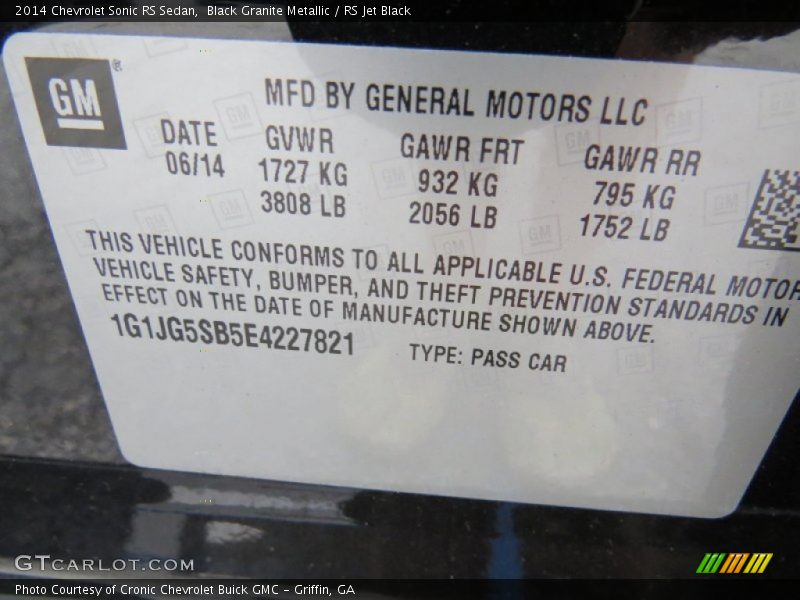 2014 Chevrolet Sonic RS Sedan,  Black Granite Metallic / RS Jet Black
GM®
MFD BY GENERAL MOTORS LLC
DATE GVWR GAWR FRT GAWR RR
06/14 1727 KG 932 KG 795 KG
3808 LB 2056 LB 1752 LB
THIS VEHICLE CONFORMS TO ALL APPLICABLE U.S. FEDERAL MOTOR
VEHICLE SAFETY, BUMPER, AND THEFT PREVENTION STANDARDS IN
EFFECT ON THE DATE OF MANUFACTURE SHOWN ABOVE.
1G1JG5SB5E4227821 TYPE: PASS CAR
GTCARLOT.COM
Photo Courtesy of Cronic Chevrolet Buick GMC – Griffin, GA